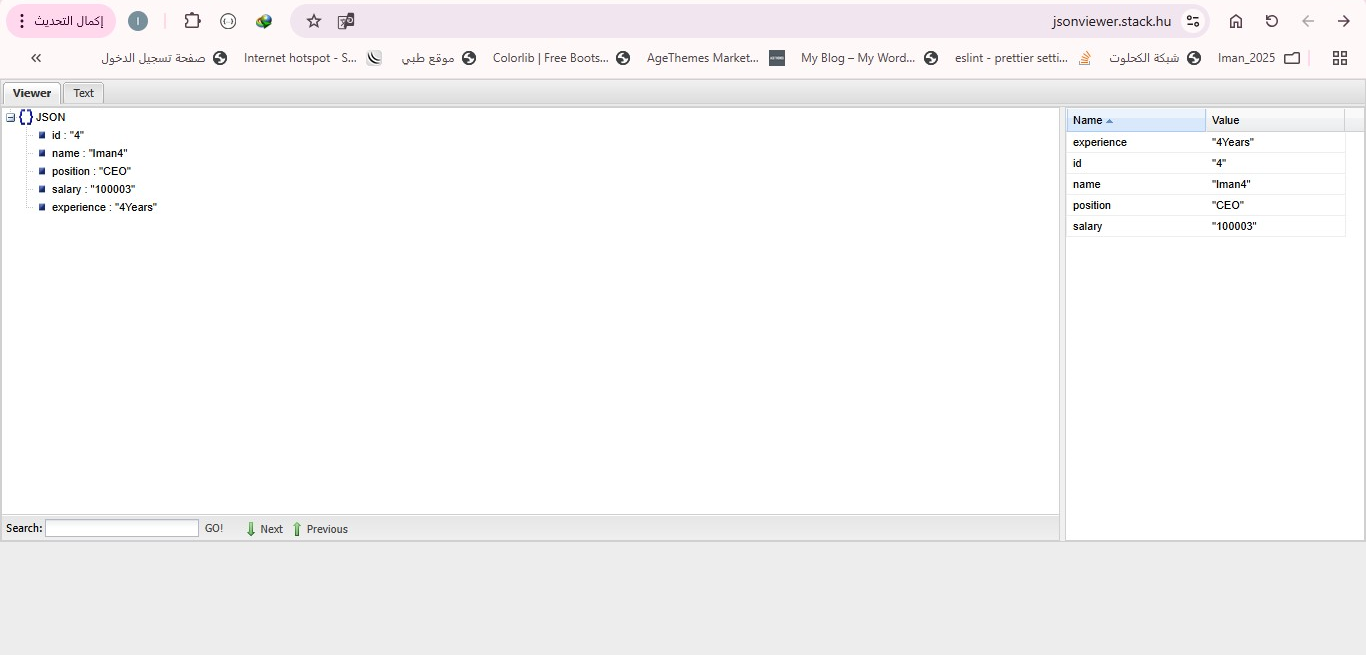 إكمال التحديث
I
jsonviewer.stack.hu
صفحة تسجيل الدخول
Internet hotspot - S...
موقع طبي
Colorlib | Free Boots...
AgeThemes Market...
My Blog – My Word...
eslint - prettier setti...
شبكة الكحلوت
Iman_2025
Viewer
Text
JSON
id : "4"
name : "Iman4"
position : "CEO"
salary : "100003"
experience : "4Years"
Name Value
experience "4Years"
id "4"
name "Iman4"
position "CEO"
salary "100003"
Search: GO! Next Previous